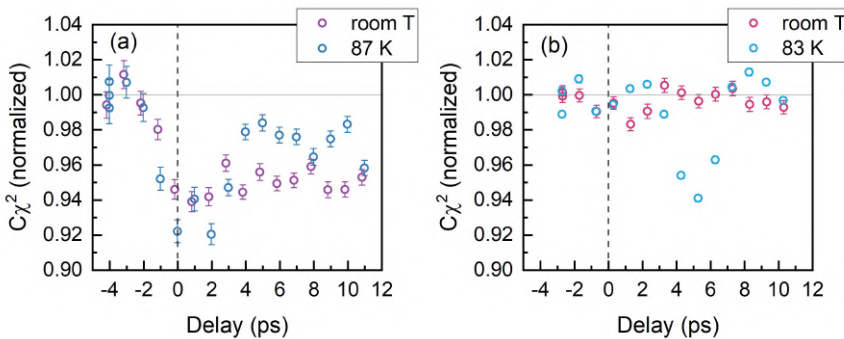 (a)
room T
87 K
Cχ² (normalized)
1.04
1.02
1.00
0.98
0.96
0.94
0.92
0.90
-4 -2 0 2 4 6 8 10 12
Delay (ps)
(b)
room T
83 K
Cχ² (normalized)
1.04
1.02
1.00
0.98
0.96
0.94
0.92
0.90
-4 -2 0 2 4 6 8 10 12
Delay (ps)